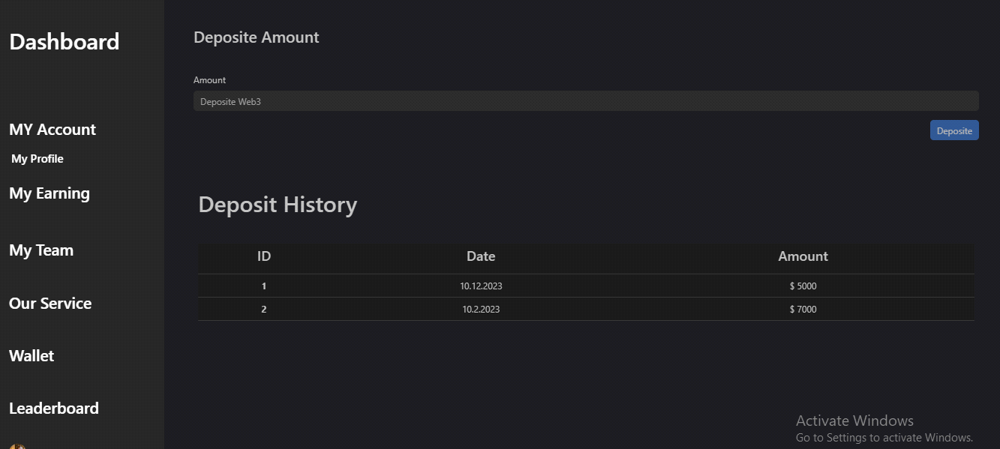 Dashboard
MY Account
My Profile
My Earning
My Team
Our Service
Wallet
Leaderboard
Deposite Amount
Amount
Deposite Web3
Deposite
Deposit History
ID Date Amount
1 10.12.2023 $ 5000
2 10.2.2023 $ 7000
Activate Windows
Go to Settings to activate Windows.